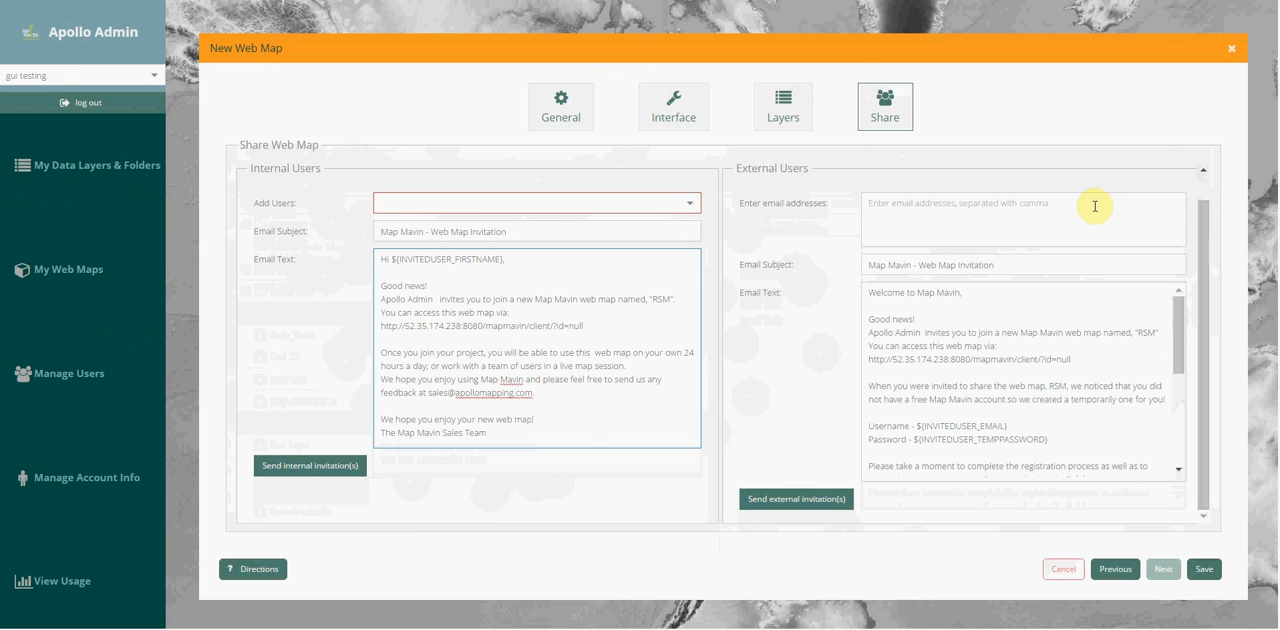 Apollo Admin
gui testing
log out
My Data Layers & Folders
My Web Maps
Manage Users
Manage Account Info
View Usage
New Web Map
General
Interface
Layers
Share
Share Web Map
Internal Users
Add Users:
Email Subject:
Map Mavin - Web Map Invitation
Email Text:
Hi ${INVITEDUSER_FIRSTNAME},
Good news!
Apollo Admin invites you to join a new Map Mavin web map named, "RSM".
You can access this web map via:
http://52.35.174.238:8080/mapmavin/client/?id=null
Once you join your project, you will be able to use this web map on your own 24
hours a day; or work with a team of users in a live map session.
We hope you enjoy using Map Mavin and please feel free to send us any
feedback at sales@apollomapping.com.
We hope you enjoy your new web map!
The Map Mavin Sales Team
Send internal invitation(s)
External Users
Enter email addresses:
Enter email addresses, separated with comma
Email Subject:
Map Mavin - Web Map Invitation
Email Text:
Welcome to Map Mavin,
Good news!
Apollo Admin invites you to join a new Map Mavin web map named, "RSM"
You can access this web map via:
http://52.35.174.238:8080/mapmavin/client/?id=null
When you were invited to share the web map, RSM, we noticed that you did
not have a free Map Mavin account so we created a temporarily one for you!
Username - ${INVITEDUSER_EMAIL}
Password - ${INVITEDUSER_TEMPPASSWORD}
Please take a moment to complete the registration process as well as to
Send external invitation(s)
? Directions
Cancel
Previous
Next
Save